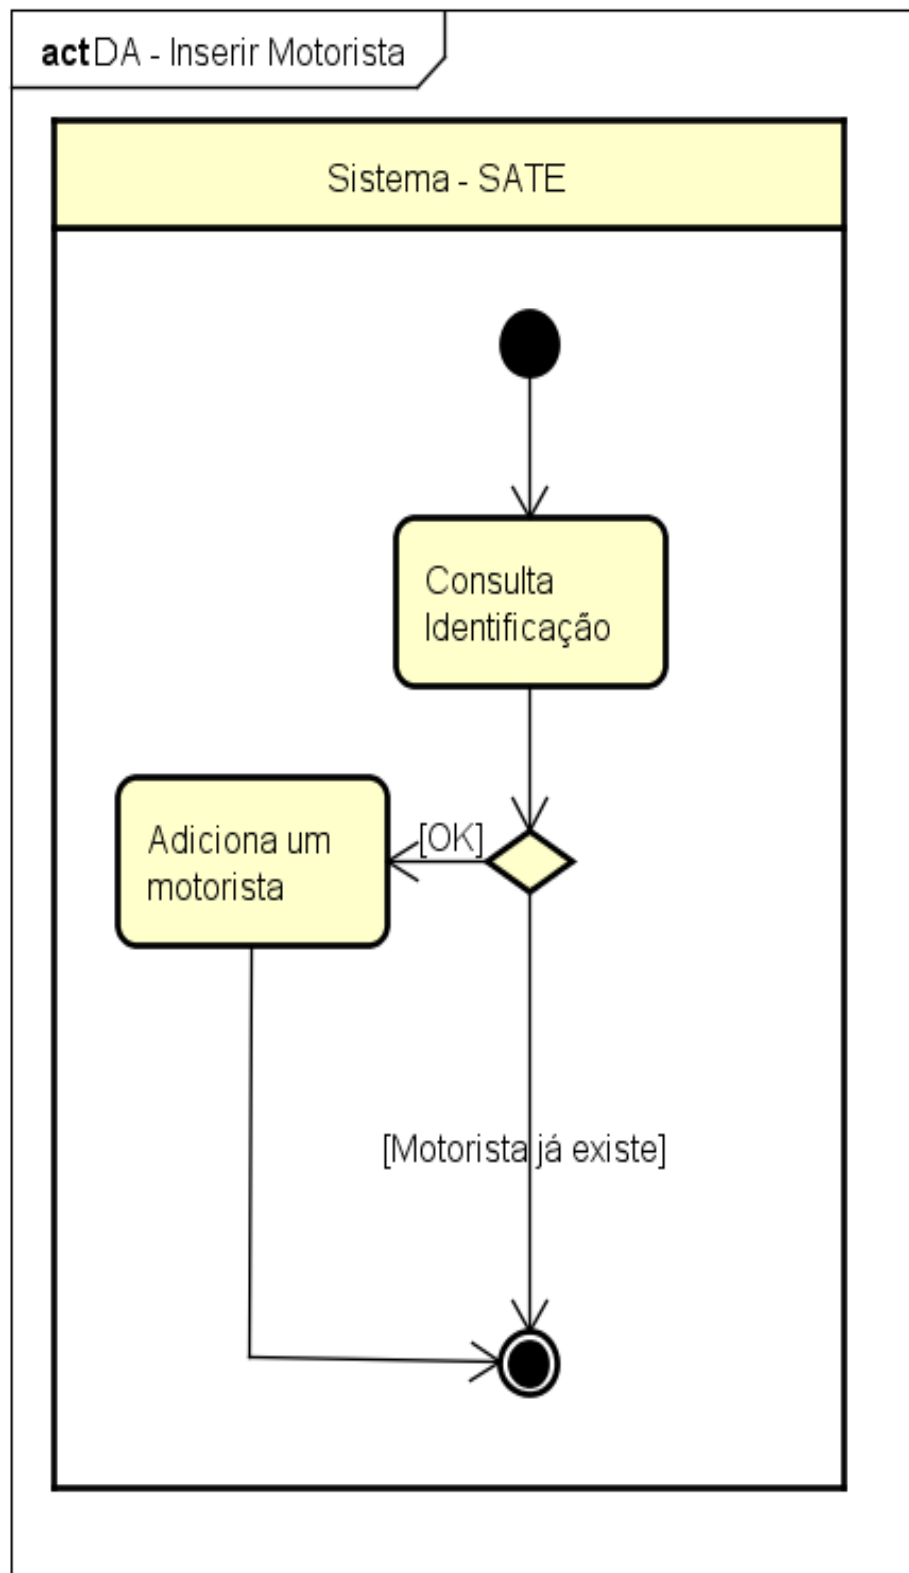 act DA - Inserir Motorista
Sistema - SATE
Consulta
Identificação
Adiciona um
motorista
[OK]
[Motorista já existe]